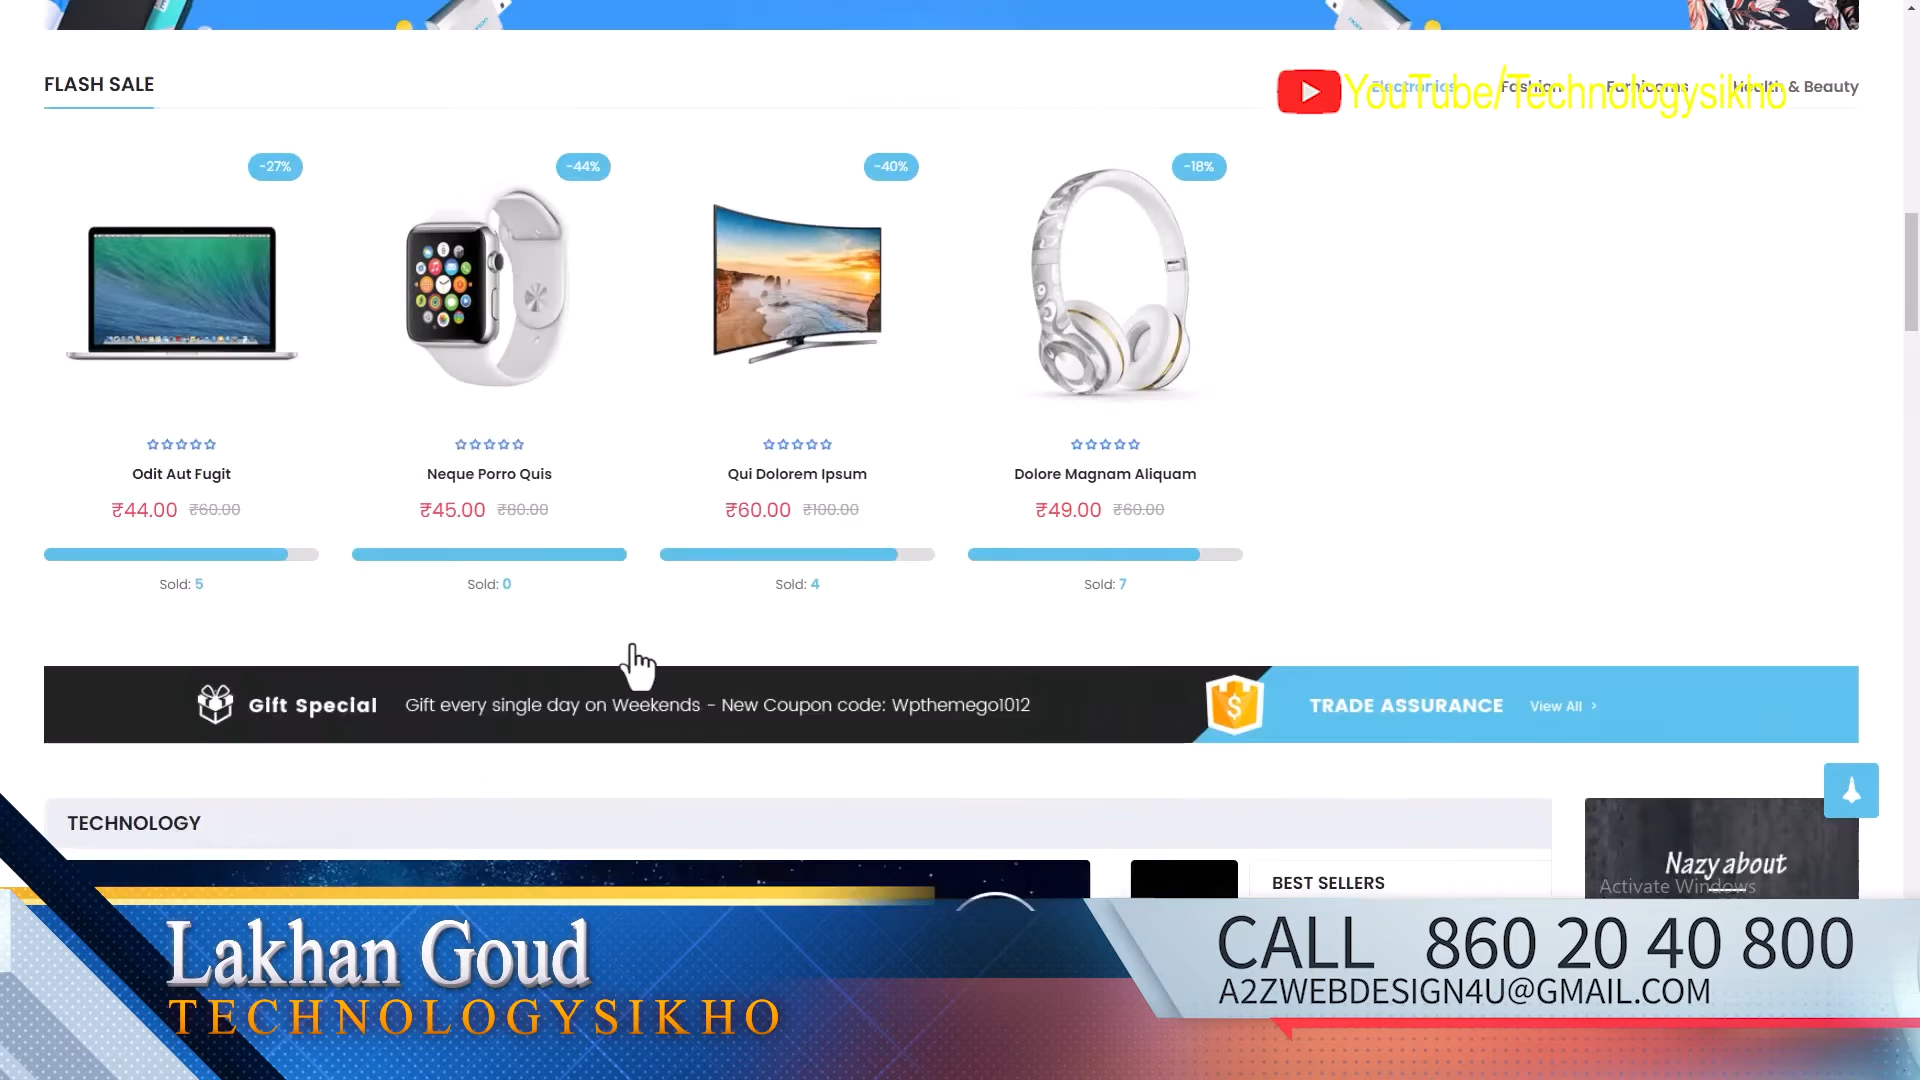 FLASH SALE
Electronics Fashion Furnicoms Health & Beauty
YouTube/Technologysikho
-27% -44% -40% -18%
Odit Aut Fugit Neque Porro Quis Qui Dolorem Ipsum Dolore Magnam Aliquam
₹44.00 ₹60.00 ₹45.00 ₹80.00 ₹60.00 ₹100.00 ₹49.00 ₹60.00
Sold: 5 Sold: 0 Sold: 4 Sold: 7
Gift Special Gift every single day on Weekends - New Coupon code: Wpthemego1012 TRADE ASSURANCE View All
TECHNOLOGY
Nazy about
BEST SELLERS
Activate Windows
Lakhan Goud
TECHNOLOGYSIKHO
CALL 860 20 40 800
A2ZWEBDESIGN4U@GMAIL.COM